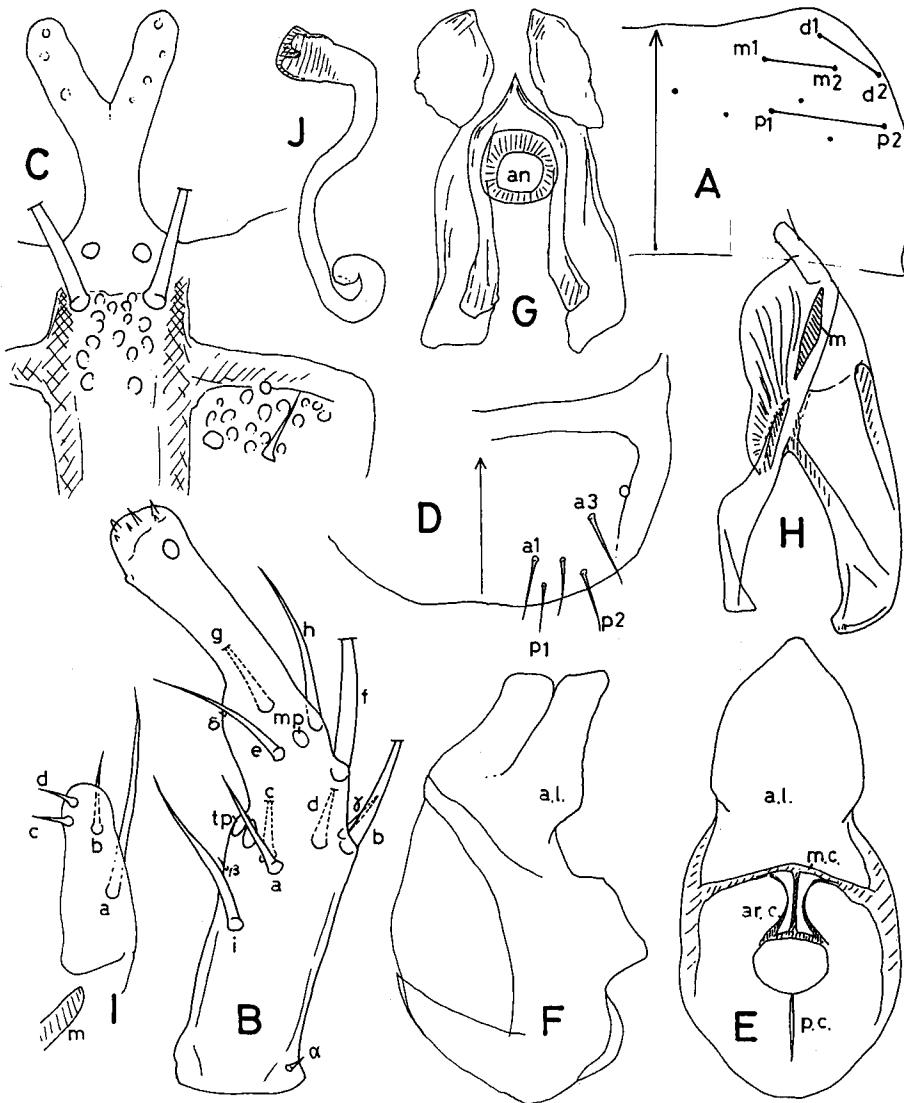 C
J
G
an
A
d1
m1
m2
d2
p1
p2
D
a1
a3
p1
p2
H
m
B
g
h
f
δ
mp
e
c
d
γ
b
tp
a
β
i
α
I
d
c
b
a
m
F
a.l.
E
a.l.
m.c.
ar.c.
p.c.